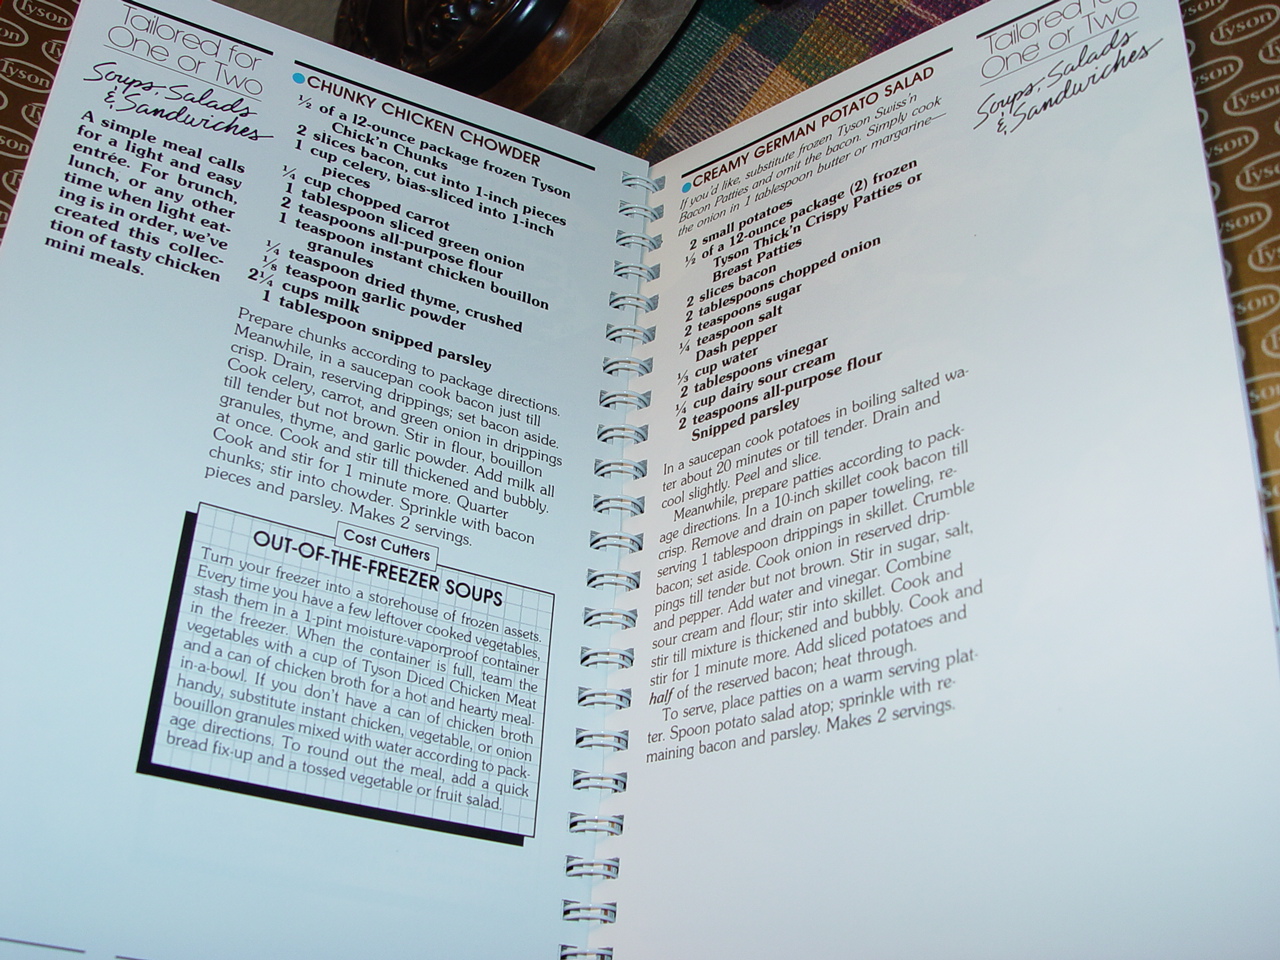 Tailored for
One or Two
Soups, Salads
& Sandwiches
A simple meal calls
for a light and easy
entrée. For brunch,
lunch, or any other
time when light eat-
ing is in order, we've
created this collec-
tion of tasty chicken
mini meals.
CHUNKY CHICKEN CHOWDER
½ of a 12-ounce package frozen Tyson
Chick'n Chunks
2 slices bacon, cut into 1-inch pieces
1 cup celery, bias-sliced into 1-inch
pieces
¼ cup chopped carrot
1 tablespoon sliced green onion
2 teaspoons all-purpose flour
1 teaspoon instant chicken bouillon
granules
¼ teaspoon dried thyme, crushed
⅛ teaspoon garlic powder
2¼ cups milk
1 tablespoon snipped parsley
Prepare chunks according to package directions.
Meanwhile, in a saucepan cook bacon just till
crisp. Drain, reserving drippings; set bacon aside.
Cook celery, carrot, and green onion in drippings
till tender but not brown. Stir in flour, bouillon
granules, thyme, and garlic powder. Add milk all
at once. Cook and stir till thickened and bubbly.
Cook and stir for 1 minute more. Quarter
chunks; stir into chowder. Sprinkle with bacon
pieces and parsley. Makes 2 servings.
Cost Cutters
OUT-OF-THE-FREEZER SOUPS
Turn your freezer into a storehouse of frozen assets.
Every time you have a few leftover cooked vegetables,
stash them in a 1-pint moisture-vaporproof container
in the freezer. When the container is full, team the
vegetables with a cup of Tyson Diced Chicken Meat
and a can of chicken broth for a hot and hearty meal-
in-a-bowl. If you don't have a can of chicken broth
handy, substitute instant chicken, vegetable, or onion
bouillon granules mixed with water according to pack-
age directions. To round out the meal, add a quick
bread fix-up and a tossed vegetable or fruit salad.
CREAMY GERMAN POTATO SALAD
If you'd like, substitute frozen Tyson Swiss'n
Bacon Patties and omit the bacon. Simply cook
the onion in 1 tablespoon butter or margarine—
2 small potatoes
½ of a 12-ounce package (2) frozen
Tyson Thick'n Crispy Patties or
Breast Patties
2 slices bacon
2 tablespoons chopped onion
2 teaspoons sugar
¼ teaspoon salt
Dash pepper
⅓ cup water
2 tablespoons vinegar
¼ cup dairy sour cream
2 teaspoons all-purpose flour
Snipped parsley
In a saucepan cook potatoes in boiling salted wa-
ter about 20 minutes or till tender. Drain and
cool slightly. Peel and slice.
Meanwhile, prepare patties according to pack-
age directions. In a 10-inch skillet cook bacon till
crisp. Remove and drain on paper toweling, re-
serving 1 tablespoon drippings in skillet. Crumble
bacon; set aside. Cook onion in reserved drip-
pings till tender but not brown. Stir in sugar, salt,
and pepper. Add water and vinegar. Combine
sour cream and flour; stir into skillet. Cook and
stir till mixture is thickened and bubbly. Cook and
stir for 1 minute more. Add sliced potatoes and
half of the reserved bacon; heat through.
To serve, place patties on a warm serving plat-
ter. Spoon potato salad atop; sprinkle with re-
maining bacon and parsley. Makes 2 servings.
Tailored for
One or Two
Soups, Salads
& Sandwiches
Tyson
Tyson
Tyson
Tyson
Tyson